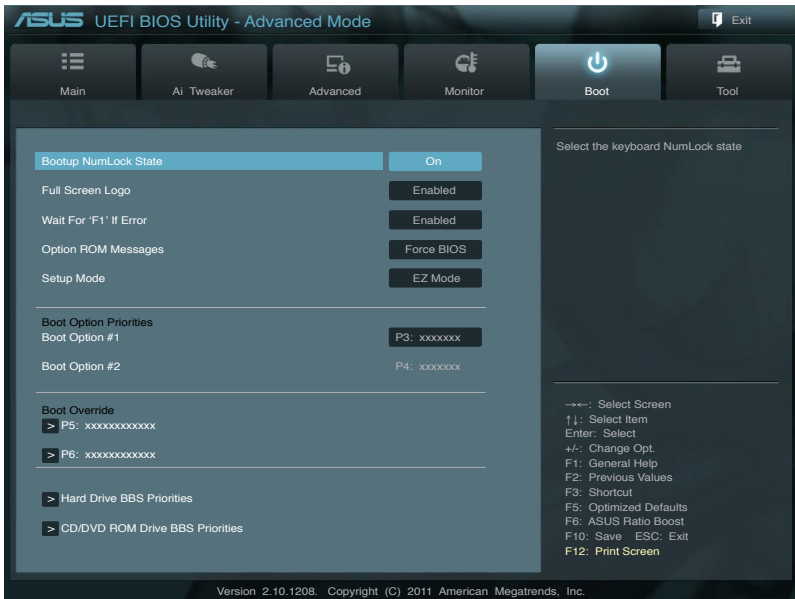 ASUS UEFI BIOS Utility - Advanced Mode
Exit
Main
Ai Tweaker
Advanced
Monitor
Boot
Tool
Bootup NumLock State On
Full Screen Logo Enabled
Wait For ‘F1’ If Error Enabled
Option ROM Messages Force BIOS
Setup Mode EZ Mode
Boot Option Priorities
Boot Option #1 P3: xxxxxxx
Boot Option #2 P4: xxxxxxx
Boot Override
> P5: xxxxxxxxxxxx
> P6: xxxxxxxxxxxx
> Hard Drive BBS Priorities
> CD/DVD ROM Drive BBS Priorities
Select the keyboard NumLock state
→←: Select Screen
↑↓: Select Item
Enter: Select
+/-: Change Opt.
F1: General Help
F2: Previous Values
F3: Shortcut
F5: Optimized Defaults
F6: ASUS Ratio Boost
F10: Save ESC: Exit
F12: Print Screen
Version 2.10.1208. Copyright (C) 2011 American Megatrends, Inc.